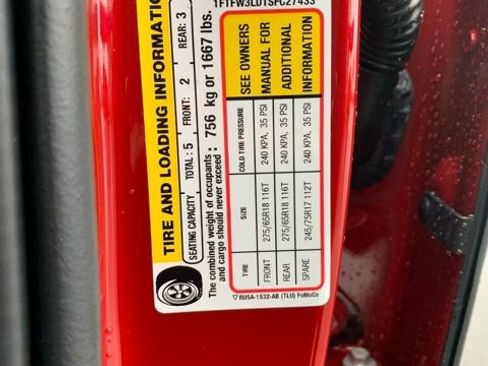 1FTFW3LD1SFC27433
TIRE AND LOADING INFORMATION
SEATING CAPACITY TOTAL : 5 FRONT: 2 REAR: 3
The combined weight of occupants
and cargo should never exceed : 756 kg or 1667 lbs.
TIRE SIZE COLD TIRE PRESSURE
FRONT 275/65R18 116T 240 KPA, 35 PSI
REAR 275/65R18 116T 240 KPA, 35 PSI
SPARE 245/75R17 112T 240 KPA, 35 PSI
SEE OWNERS
MANUAL FOR
ADDITIONAL
INFORMATION
RUSA-1532-AB (TLU) FoMoCo